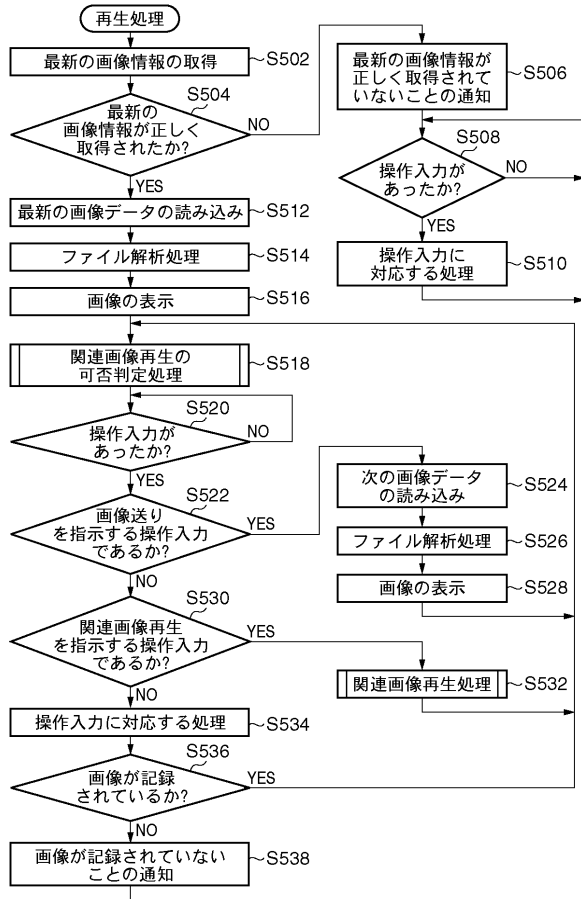 再生処理
最新の画像情報の取得
S502
S504
最新の
画像情報が正しく
取得されたか?
NO
YES
最新の画像情報が
正しく取得されて
いないことの通知
S506
S508
操作入力が
あったか?
NO
YES
操作入力に
対応する処理
S510
最新の画像データの読み込み
S512
ファイル解析処理
S514
画像の表示
S516
関連画像再生の
可否判定処理
S518
S520
操作入力が
あったか?
NO
YES
S522
画像送り
を指示する操作入力
であるか?
YES
NO
次の画像データ
の読み込み
S524
ファイル解析処理
S526
画像の表示
S528
S530
関連画像再生
を指示する操作入力
であるか?
YES
NO
関連画像再生処理
S532
操作入力に対応する処理
S534
S536
画像が記録
されているか?
YES
NO
画像が記録されていない
ことの通知
S538